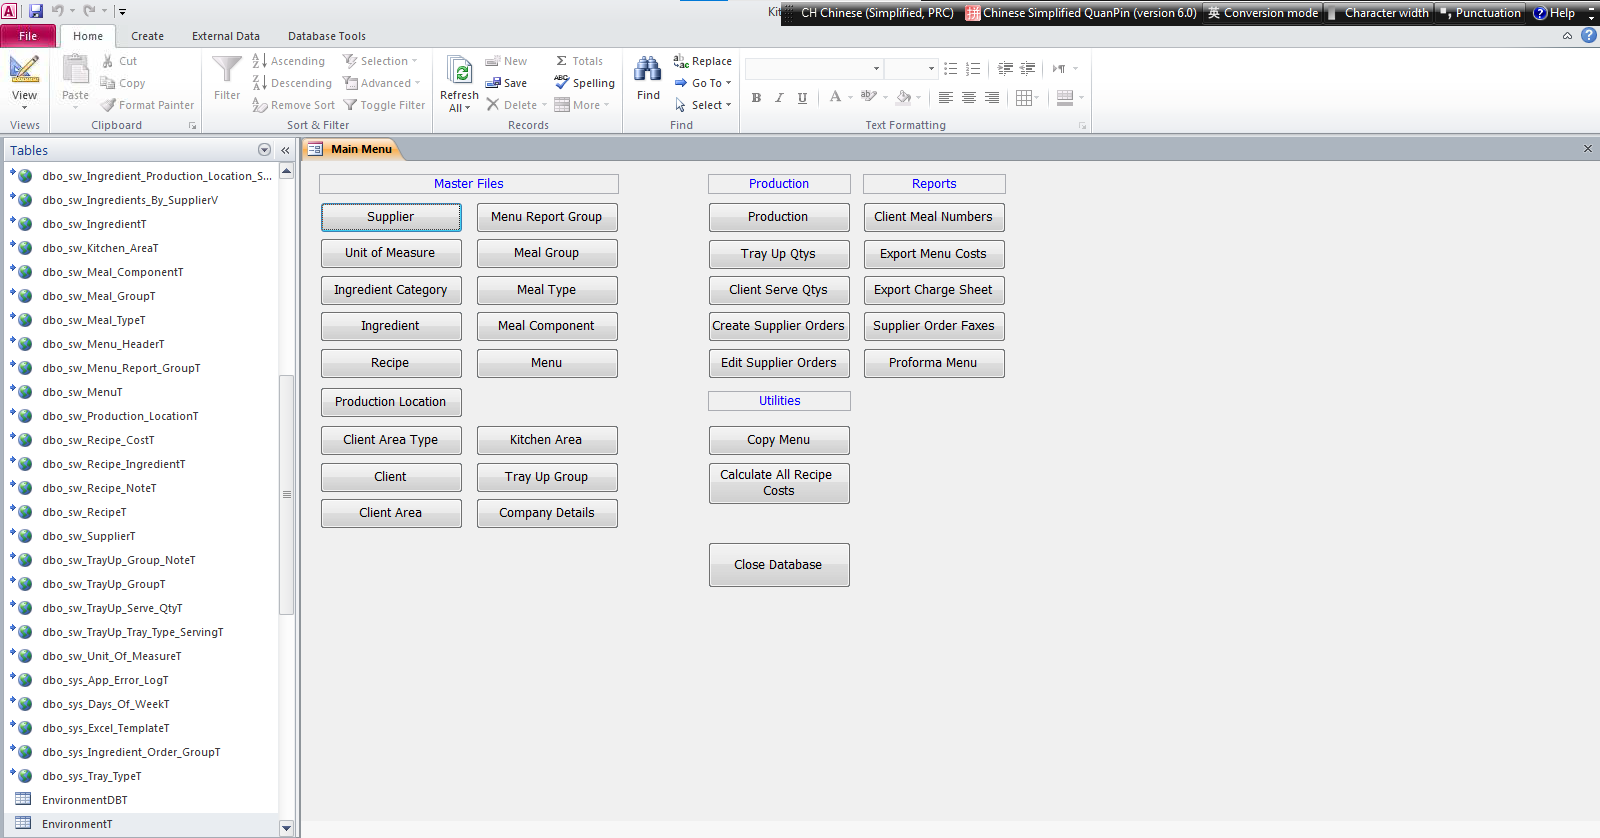 Kit
CH Chinese (Simplified, PRC)
Chinese Simplified QuanPin (version 6.0)
英 Conversion mode
Character width
Punctuation
Help
File
Home
Create
External Data
Database Tools
View
Views
Paste
Cut
Copy
Format Painter
Clipboard
Filter
Ascending
Descending
Remove Sort
Selection
Advanced
Toggle Filter
Sort & Filter
Refresh
All
New
Save
Delete
Totals
Spelling
More
Records
Find
Replace
Go To
Select
Find
B I U
A
Text Formatting
Tables
Main Menu
dbo_sw_Ingredient_Production_Location_S...
dbo_sw_Ingredients_By_SupplierV
dbo_sw_IngredientT
dbo_sw_Kitchen_AreaT
dbo_sw_Meal_ComponentT
dbo_sw_Meal_GroupT
dbo_sw_Meal_TypeT
dbo_sw_Menu_HeaderT
dbo_sw_Menu_Report_GroupT
dbo_sw_MenuT
dbo_sw_Production_LocationT
dbo_sw_Recipe_CostT
dbo_sw_Recipe_IngredientT
dbo_sw_Recipe_NoteT
dbo_sw_RecipeT
dbo_sw_SupplierT
dbo_sw_TrayUp_Group_NoteT
dbo_sw_TrayUp_GroupT
dbo_sw_TrayUp_Serve_QtyT
dbo_sw_TrayUp_Tray_Type_ServingT
dbo_sw_Unit_Of_MeasureT
dbo_sys_App_Error_LogT
dbo_sys_Days_Of_WeekT
dbo_sys_Excel_TemplateT
dbo_sys_Ingredient_Order_GroupT
dbo_sys_Tray_TypeT
EnvironmentDBT
EnvironmentT
Master Files
Supplier
Menu Report Group
Unit of Measure
Meal Group
Ingredient Category
Meal Type
Ingredient
Meal Component
Recipe
Menu
Production Location
Client Area Type
Kitchen Area
Client
Tray Up Group
Client Area
Company Details
Production
Production
Tray Up Qtys
Client Serve Qtys
Create Supplier Orders
Edit Supplier Orders
Utilities
Copy Menu
Calculate All Recipe
Costs
Close Database
Reports
Client Meal Numbers
Export Menu Costs
Export Charge Sheet
Supplier Order Faxes
Proforma Menu